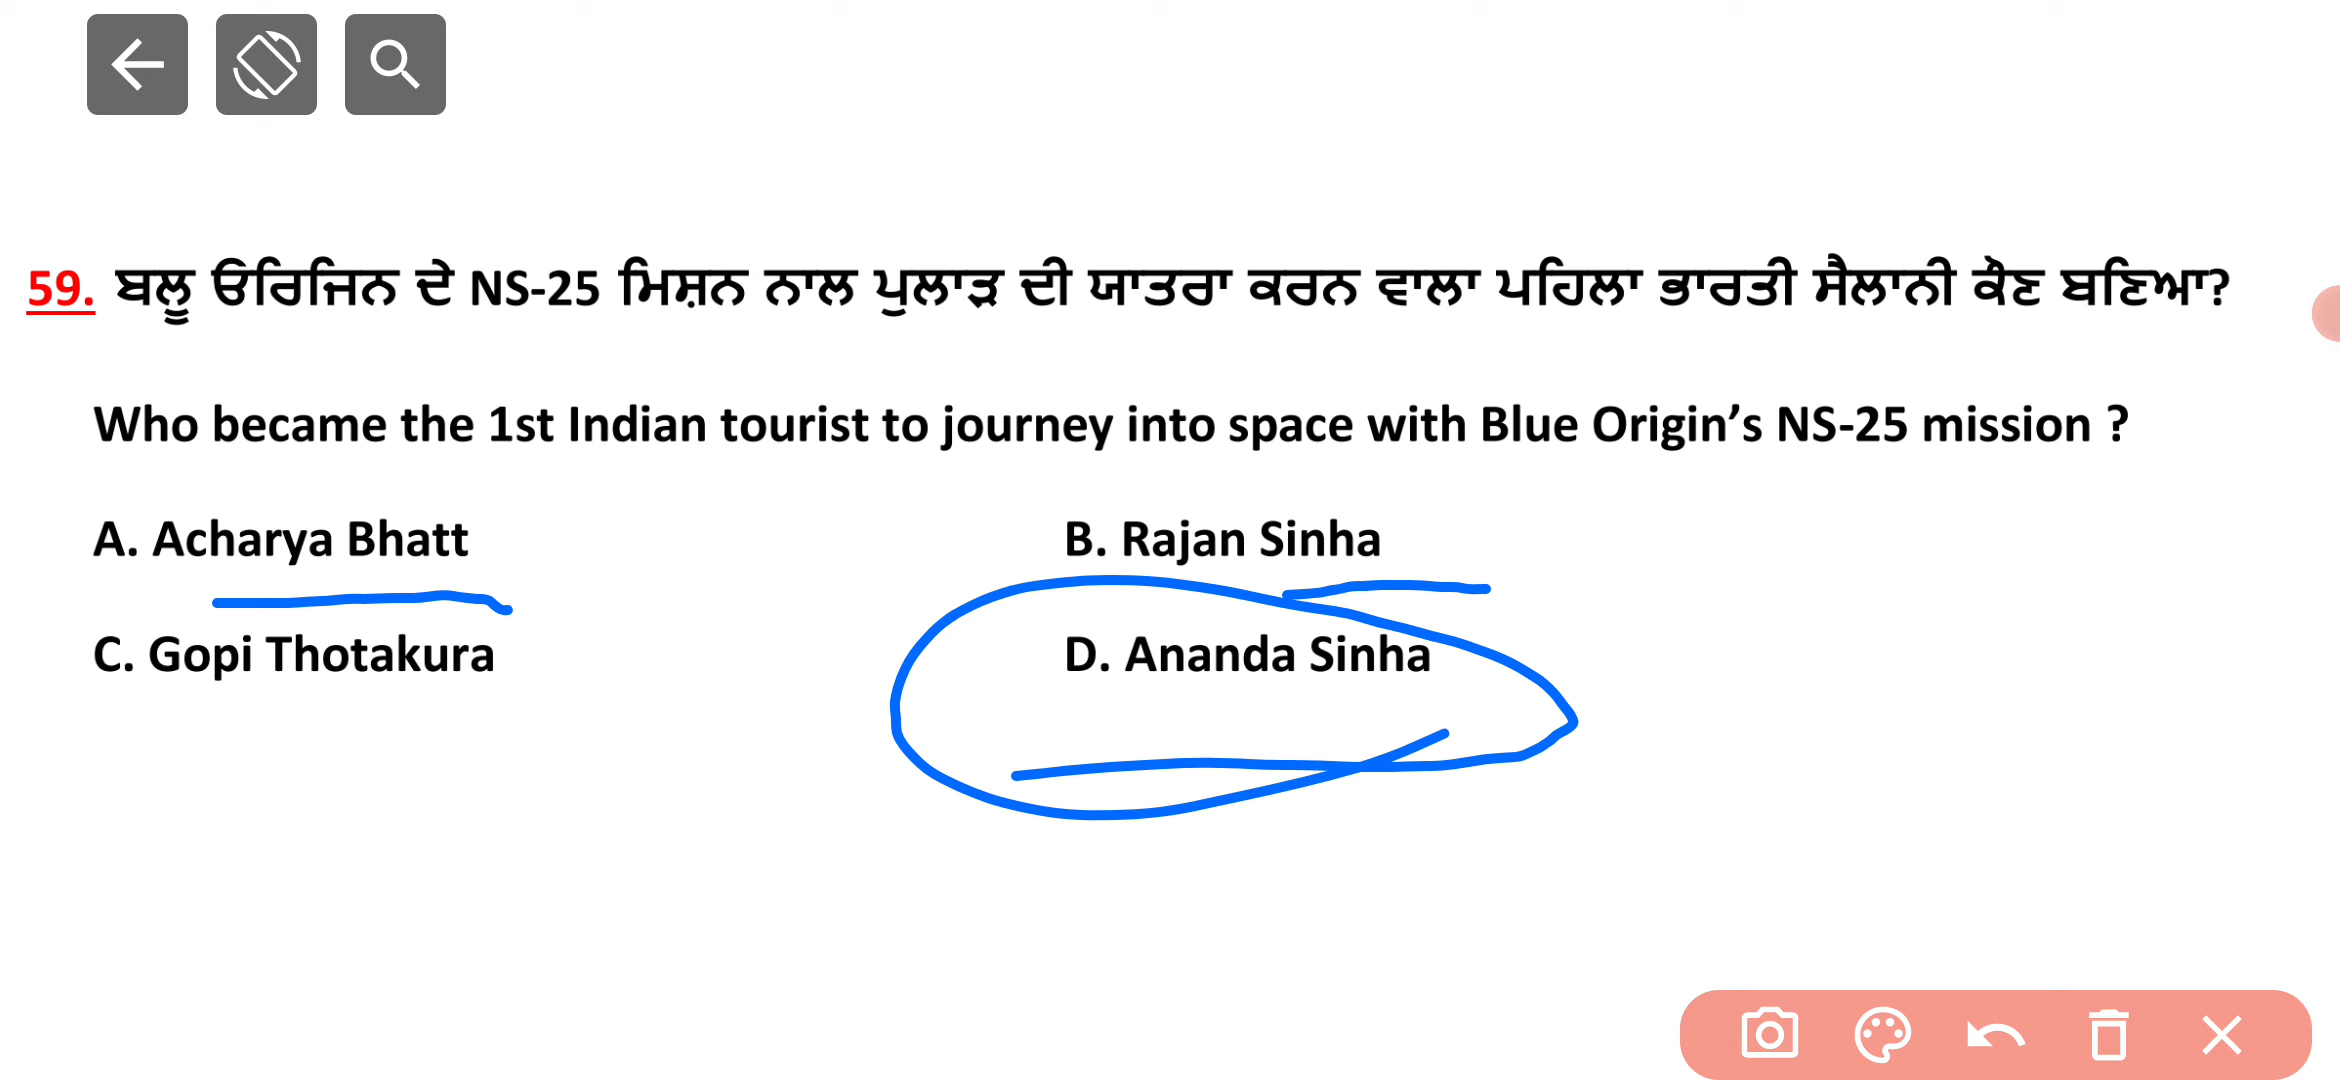 59. ਬਲੂ ਓਰਿਜਿਨ ਦੇ NS-25 ਮਿਸ਼ਨ ਨਾਲ ਪੁਲਾੜ ਦੀ ਯਾਤਰਾ ਕਰਨ ਵਾਲਾ ਪਹਿਲਾ ਭਾਰਤੀ ਸੈਲਾਨੀ ਕੌਣ ਬਣਿਆ?
Who became the 1st Indian tourist to journey into space with Blue Origin’s NS-25 mission ?
A. Acharya Bhatt B. Rajan Sinha
C. Gopi Thotakura D. Ananda Sinha